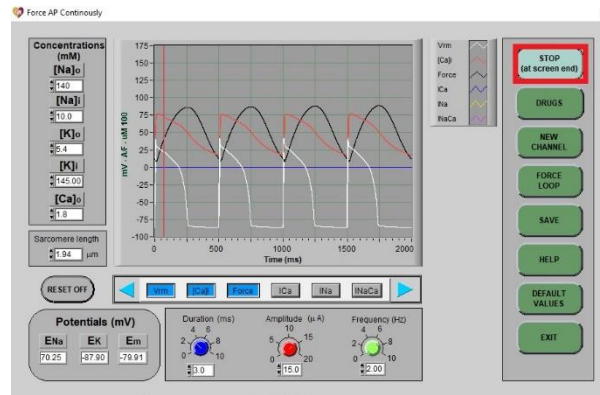 Force AP Continously
Concentrations
(mM)
[Na]o
140
[Na]i
10.0
[K]o
5.4
[K]i
145.00
[Ca]o
1.8
Sarcomere length
1.94 µm
RESET OFF
Potentials (mV)
ENa EK Em
70.25 -87.90 -79.91
mV - AF - uM 100
175-
150-
125-
100-
75-
50-
25-
0-
-25-
-50-
-75-
-100-
0 500 1000 1500 2000
Time (ms)
Vrm
[Ca]i
Force
ICa
INa
INaCa
Vrm [Ca]i Force ICa INa INaCa
Duration (ms)
0 2 4 6 8 10
3.0
Amplitude (µA)
0 5 10 15 20
15.0
Frequency (Hz)
0 2 4 6 8 10
2.00
STOP
(at screen end)
DRUGS
NEW
CHANNEL
FORCE
LOOP
SAVE
HELP
DEFAULT
VALUES
EXIT